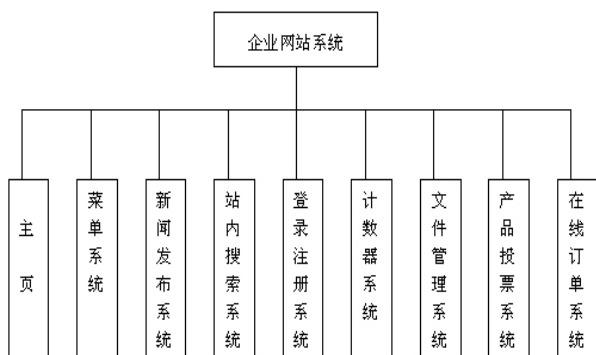 企业网站系统
主页
菜单系统
新闻发布系统
站内搜索系统
登录注册系统
计数器系统
文件管理系统
产品投票系统
在线订单系统